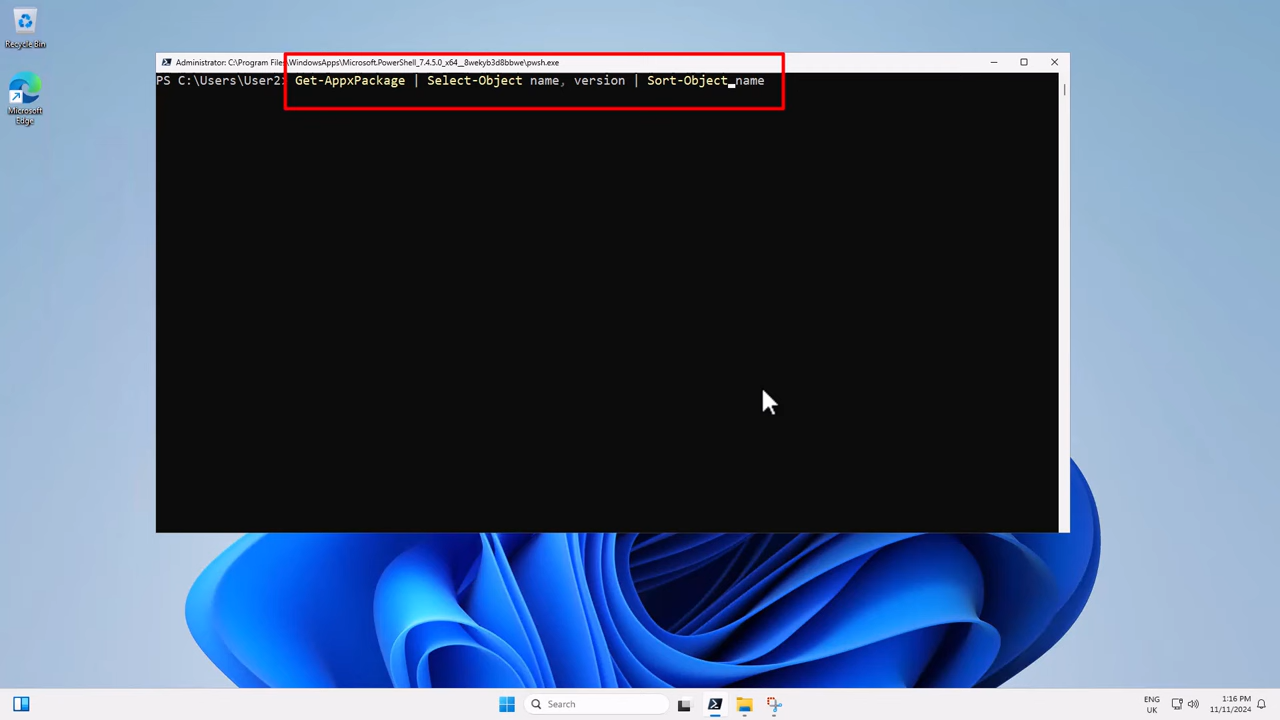 Recycle Bin
Microsoft
Edge
Administrator: C:\Program Files\WindowsApps\Microsoft.PowerShell_7.4.5.0_x64__8wekyb3d8bbwe\pwsh.exe
PS C:\Users\User2> Get-AppxPackage | Select-Object name, version | Sort-Object name
Search
ENG
UK
1:16 PM
11/11/2024